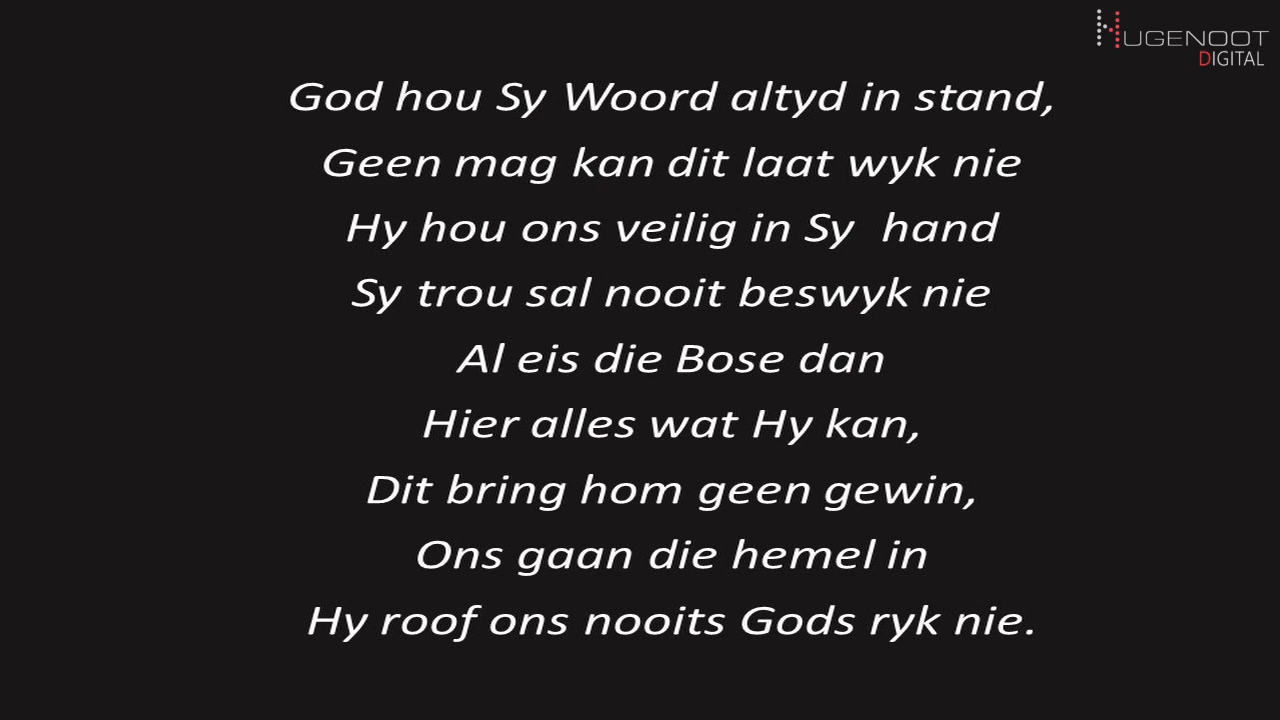 HUGENOOT
DIGITAL
God hou Sy Woord altyd in stand,
Geen mag kan dit laat wyk nie
Hy hou ons veilig in Sy  hand
Sy trou sal nooit beswyk nie
Al eis die Bose dan
Hier alles wat Hy kan,
Dit bring hom geen gewin,
Ons gaan die hemel in
Hy roof ons nooits Gods ryk nie.